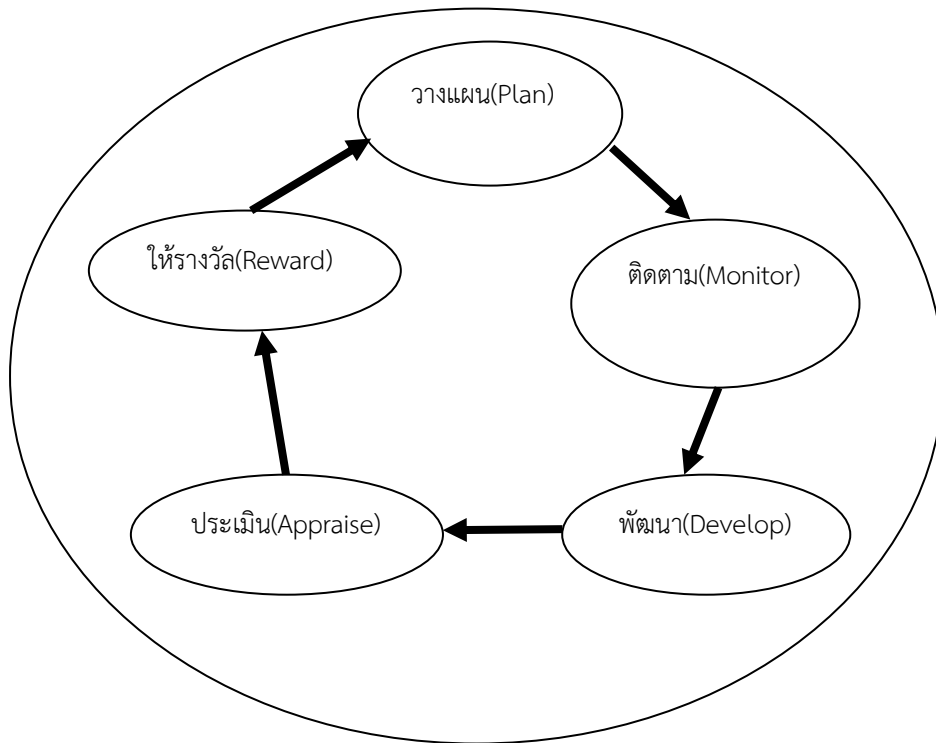 วางแผน(Plan)
ติดตาม(Monitor)
พัฒนา(Develop)
ประเมิน(Appraise)
ให้รางวัล(Reward)